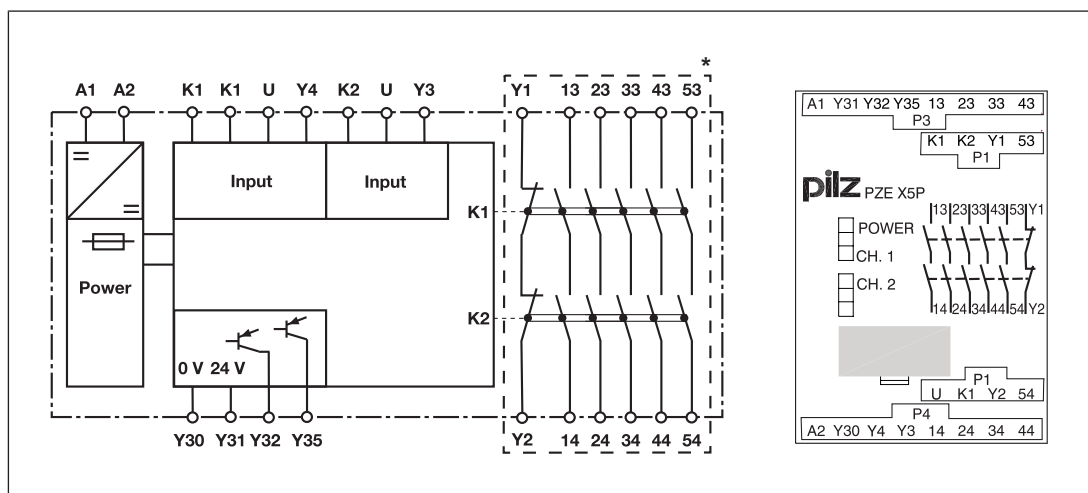 *
A1 A2 K1 K1 U Y4 K2 U Y3 Y1 13 23 33 43 53
Input Input
K1
Power
K2
0 V 24 V
Y30 Y31 Y32 Y35 Y2 14 24 34 44 54
A1 Y31 Y32 Y35 13 23 33 43
P3
K1 K2 Y1 53
P1
pilz PZE X5P
13 23 33 43 53 Y1
POWER
CH. 1
CH. 2
14 24 34 44 54 Y2
P1
U K1 Y2 54
P4
A2 Y30 Y4 Y3 14 24 34 44